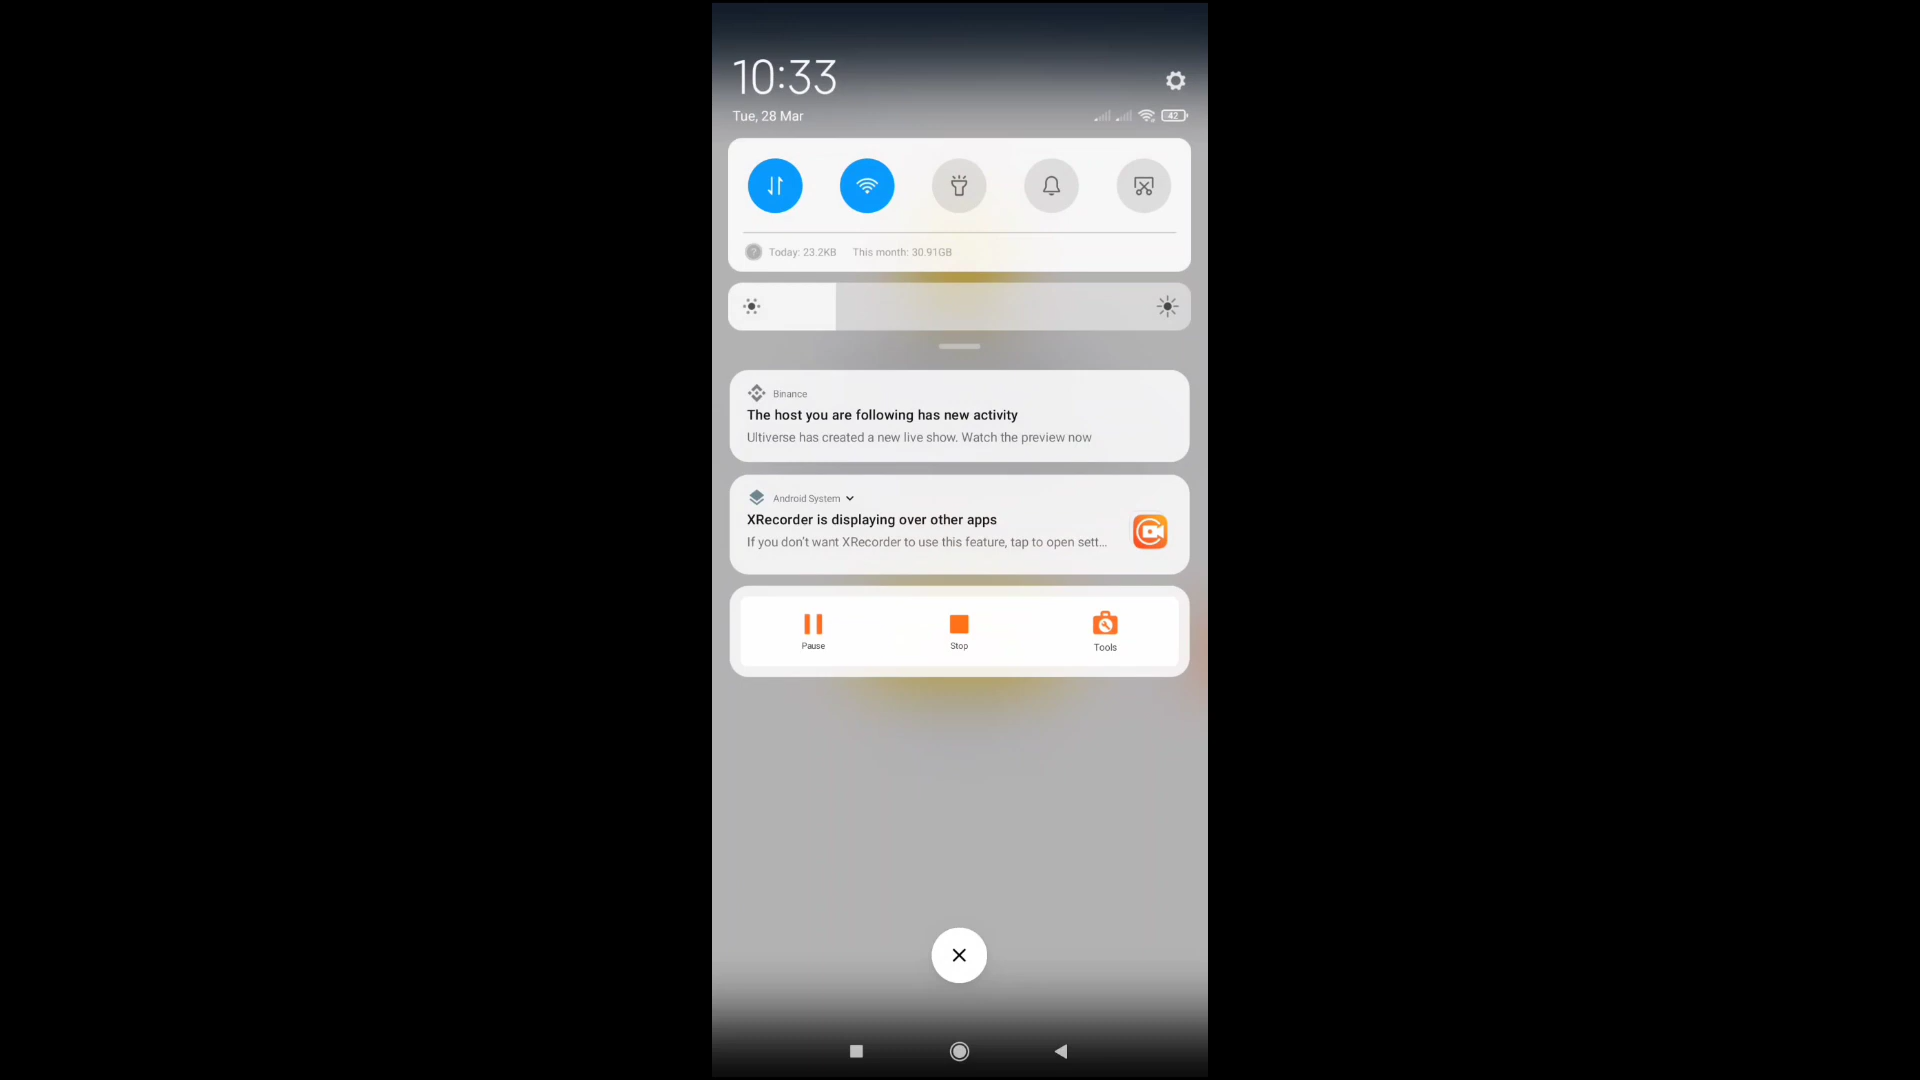 10:33
Tue, 28 Mar
42
Today: 23.2KB This month: 30.91GB
Binance
The host you are following has new activity
Ultiverse has created a new live show. Watch the preview now
Android System
XRecorder is displaying over other apps
If you don't want XRecorder to use this feature, tap to open sett...
Pause Stop Tools